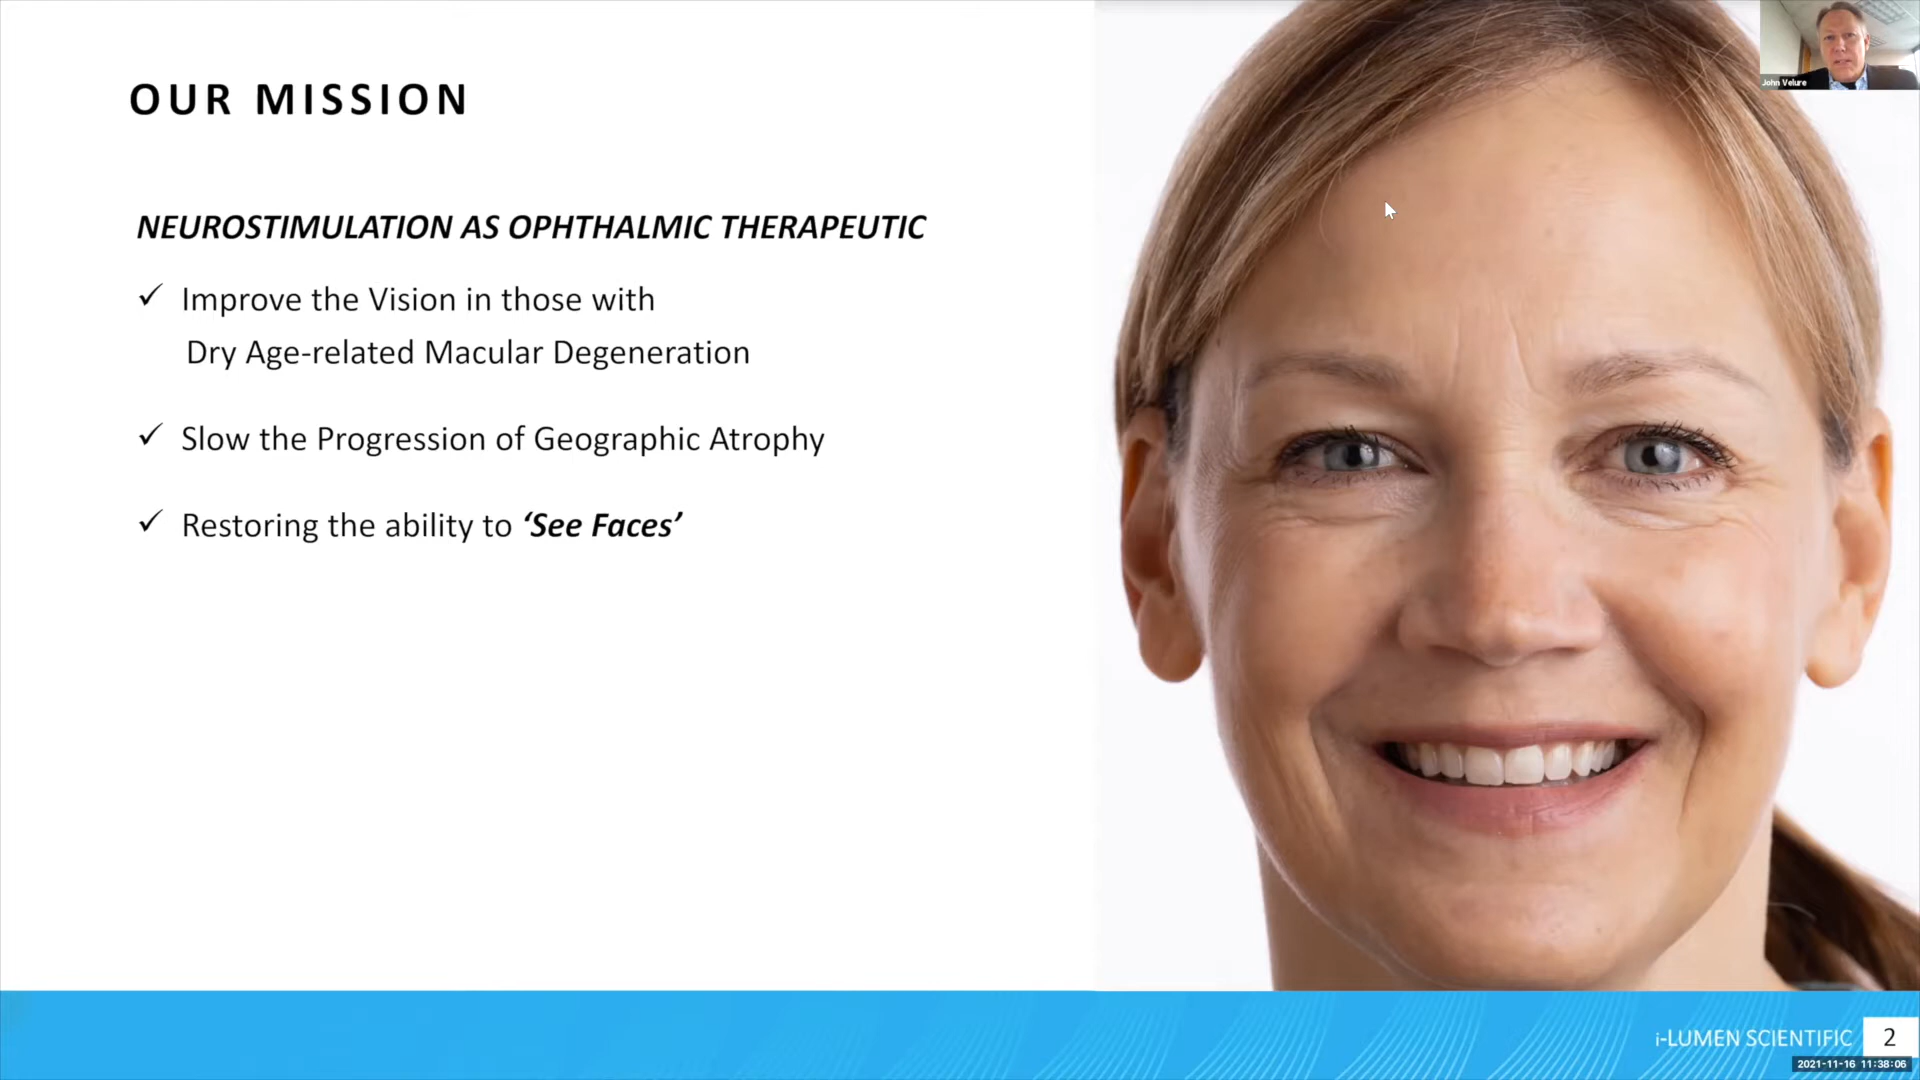 OUR MISSION
NEUROSTIMULATION AS OPHTHALMIC THERAPEUTIC
✓ Improve the Vision in those with
Dry Age-related Macular Degeneration
✓ Slow the Progression of Geographic Atrophy
✓ Restoring the ability to ‘See Faces’
John Velure
i-LUMEN SCIENTIFIC 2
2021-11-16 11:38:06